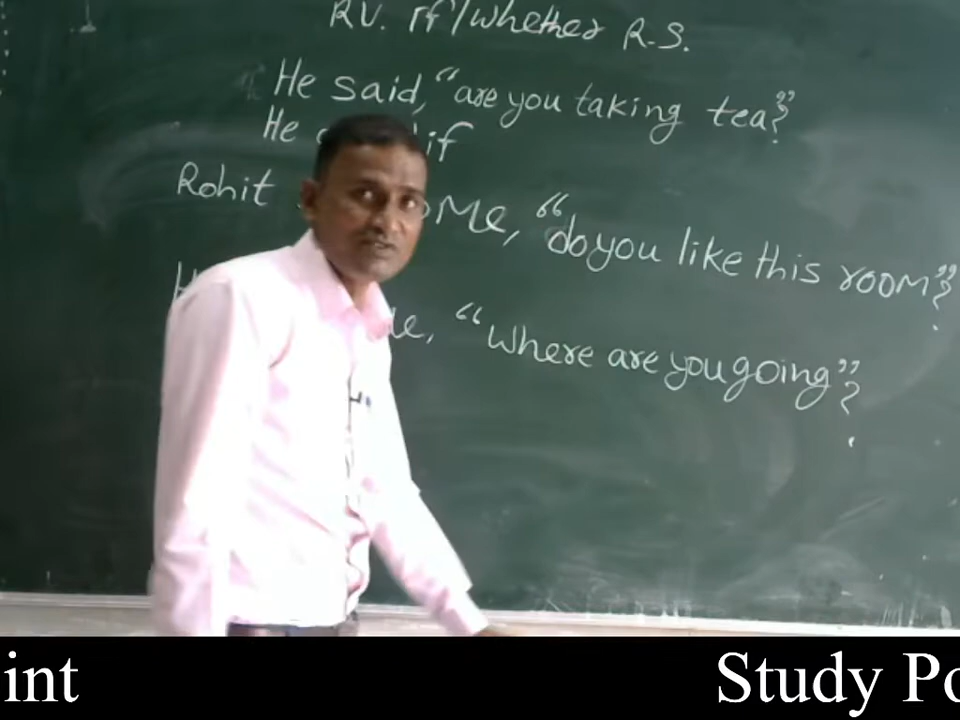 RV. if/whether R.S.
He said, “are you taking tea?”
He if
Rohit Me, “do you like this room”?
“Where are you going”?
int Study Po